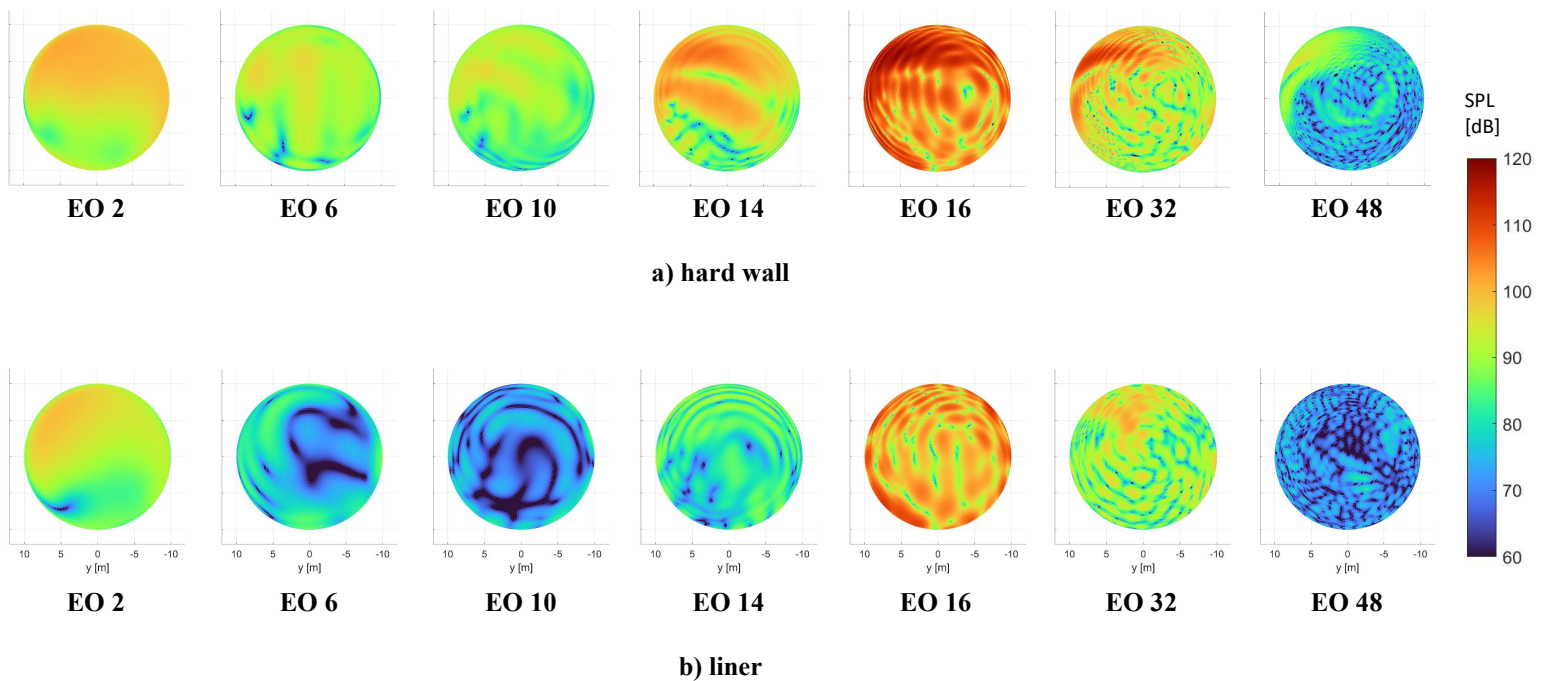 SPL
[dB]
120
110
100
90
80
70
60
EO 2 EO 6 EO 10 EO 14 EO 16 EO 32 EO 48
a) hard wall
10 5 0 -5 -10 10 5 0 -5 -10 10 5 0 -5 -10 10 5 0 -5 -10 10 5 0 -5 -10 10 5 0 -5 -10 10 5 0 -5 -10
y [m] y [m] y [m] y [m] y [m] y [m] y [m]
EO 2 EO 6 EO 10 EO 14 EO 16 EO 32 EO 48
b) liner